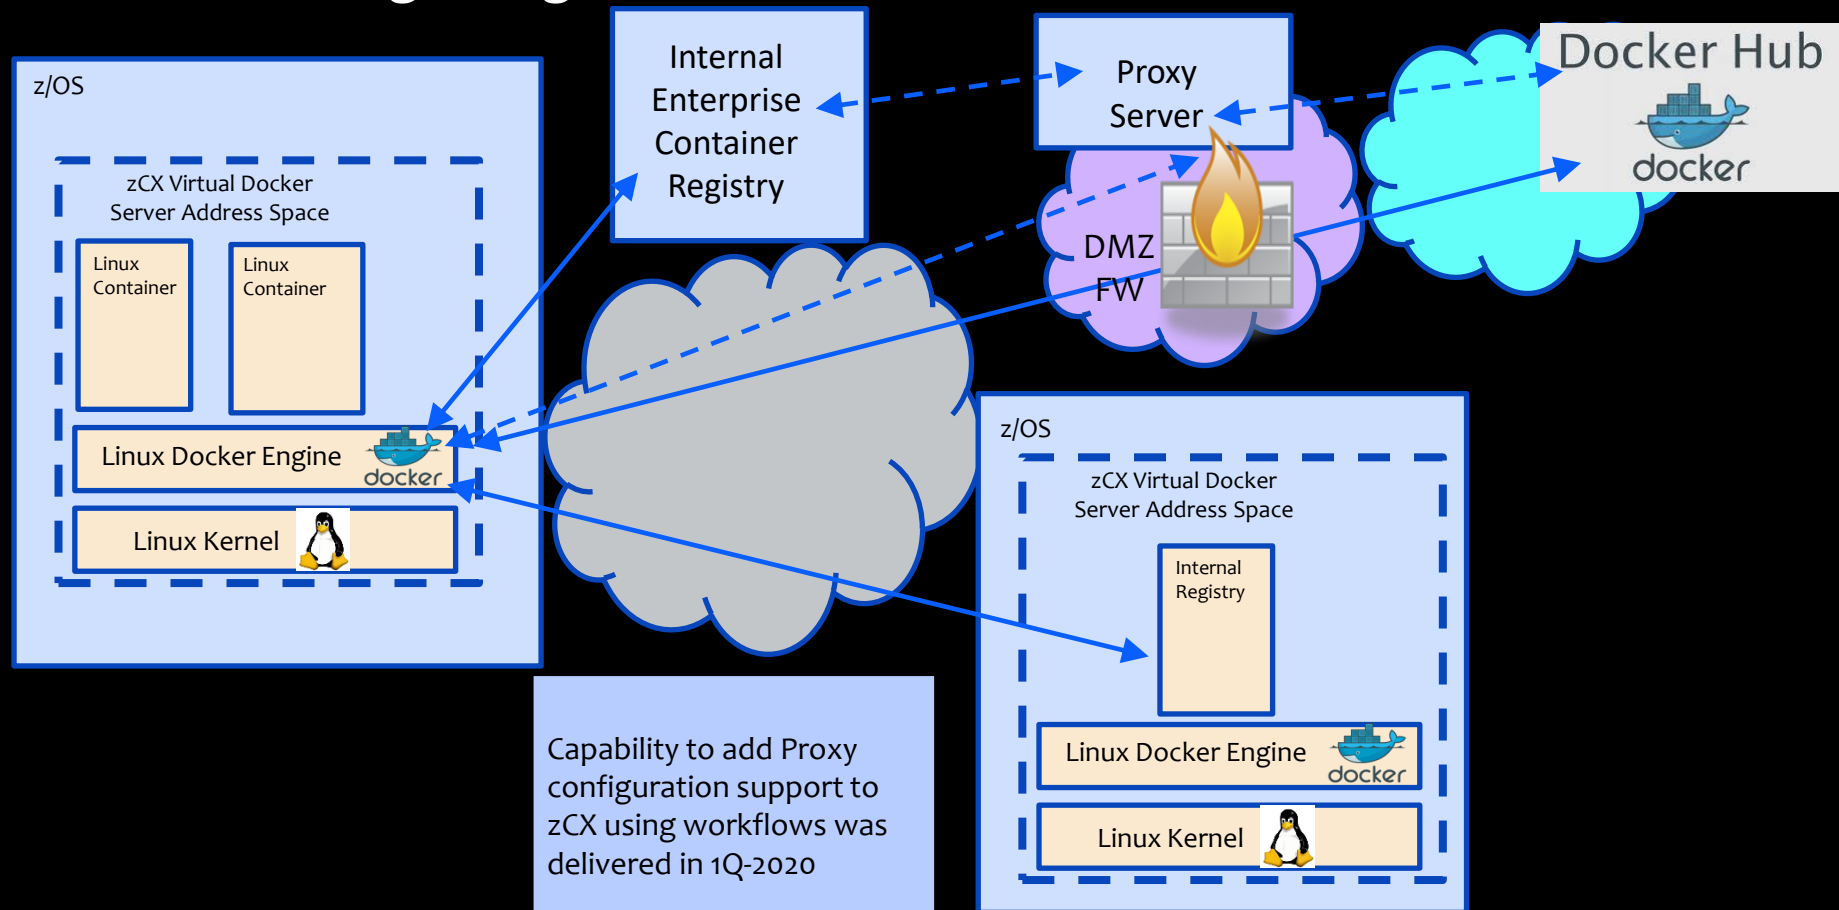 z/OS
zCX Virtual Docker
Server Address Space
Linux
Container
Linux
Container
Linux Docker Engine
docker
Linux Kernel
Internal
Enterprise
Container
Registry
Proxy
Server
DMZ
FW
Docker Hub
docker
z/OS
zCX Virtual Docker
Server Address Space
Internal
Registry
Linux Docker Engine
docker
Linux Kernel
Capability to add Proxy
configuration support to
zCX using workflows was
delivered in 1Q-2020